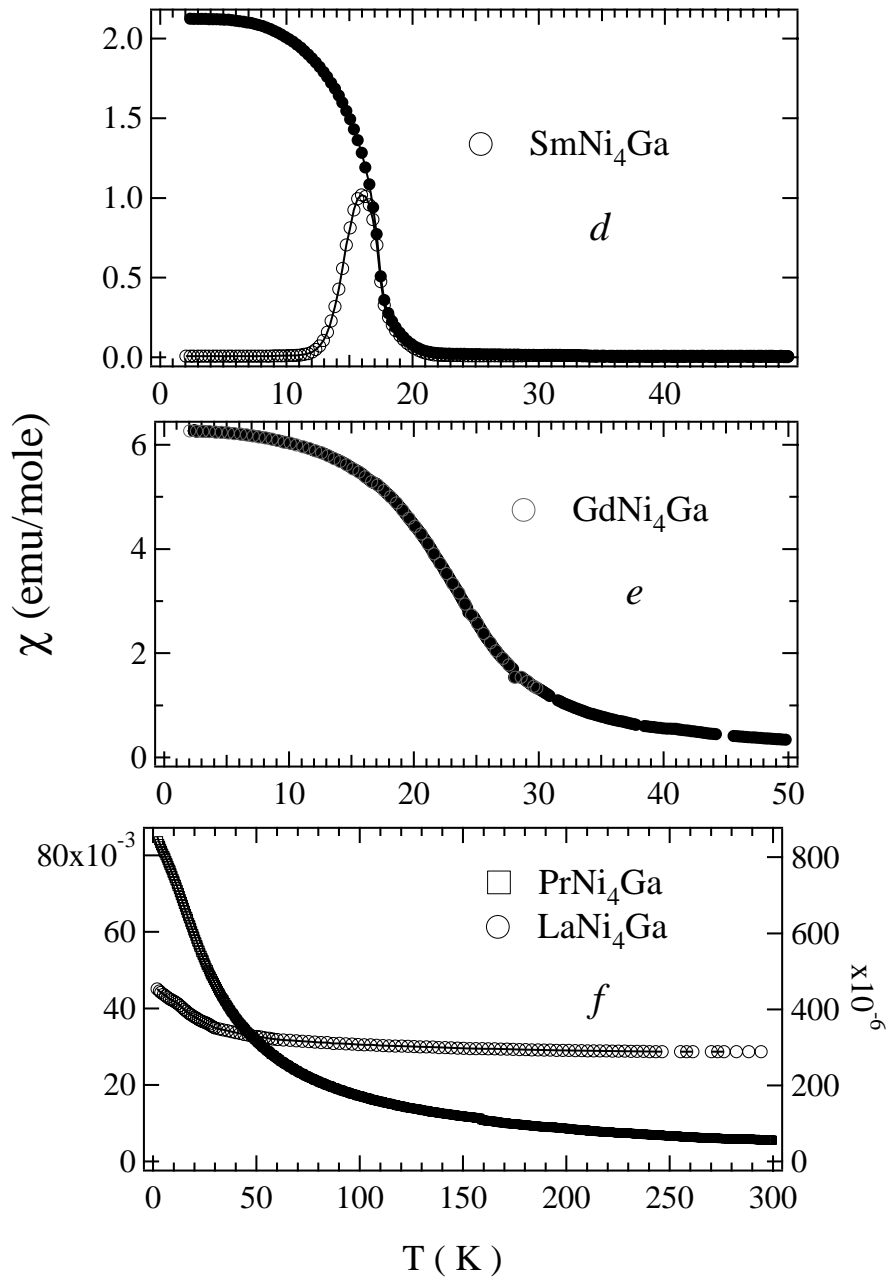 2.0
1.5
SmNi₄Ga
1.0
d
0.5
0.0
0 10 20 30 40
χ (emu/mole)
6
GdNi₄Ga
4
e
2
0
0 10 20 30 40 50
80x10⁻³ 800
PrNi₄Ga
LaNi₄Ga
60 600
f
x10⁻⁶
40 400
20 200
0 0
0 50 100 150 200 250 300
T ( K )